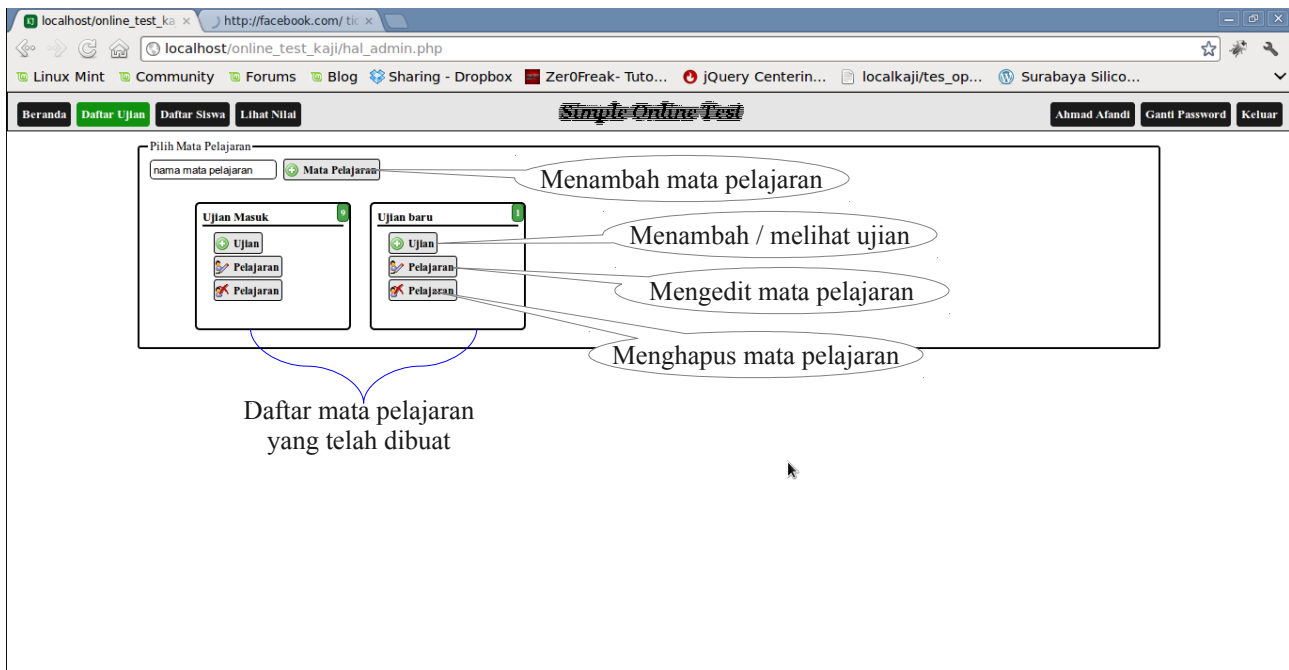 localhost/online_test_ka
http://facebook.com/ tic
localhost/online_test_kaji/hal_admin.php
Linux Mint Community Forums Blog Sharing - Dropbox Zer0Freak- Tuto... jQuery Centerin... localkaji/tes_op... Surabaya Silico...
Beranda Daftar Ujian Daftar Siswa Lihat Nilai Simple Online Test Ahmad Afandi Ganti Password Keluar
Pilih Mata Pelajaran
nama mata pelajaran Mata Pelajaran
Menambah mata pelajaran
Ujian Masuk 9 Ujian baru 1
Ujian Ujian
Menambah / melihat ujian
Pelajaran Pelajaran
Mengedit mata pelajaran
Pelajaran Pelajaran
Menghapus mata pelajaran
Daftar mata pelajaran
yang telah dibuat